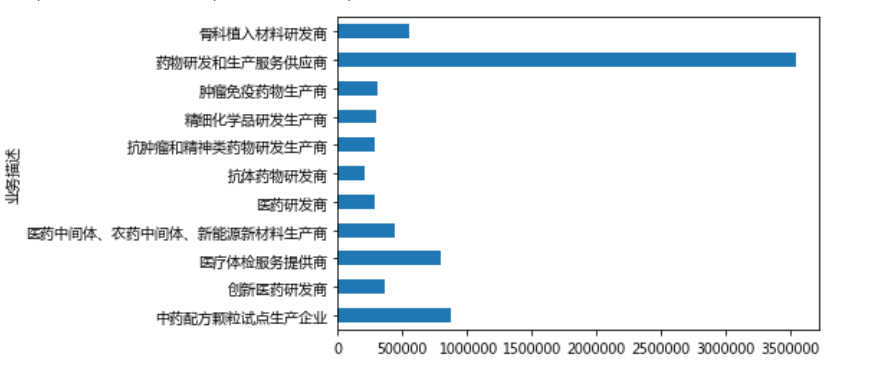 骨科植入材料研发商
药物研发和生产服务供应商
肿瘤免疫药物生产商
精细化学品研发生产商
抗肿瘤和精神类药物研发生产商
抗体药物研发商
医药研发商
医药中间体、农药中间体、新能源新材料生产商
医疗体检服务提供商
创新医药研发商
中药配方颗粒试点生产企业
业务描述
0 500000 1000000 1500000 2000000 2500000 3000000 3500000